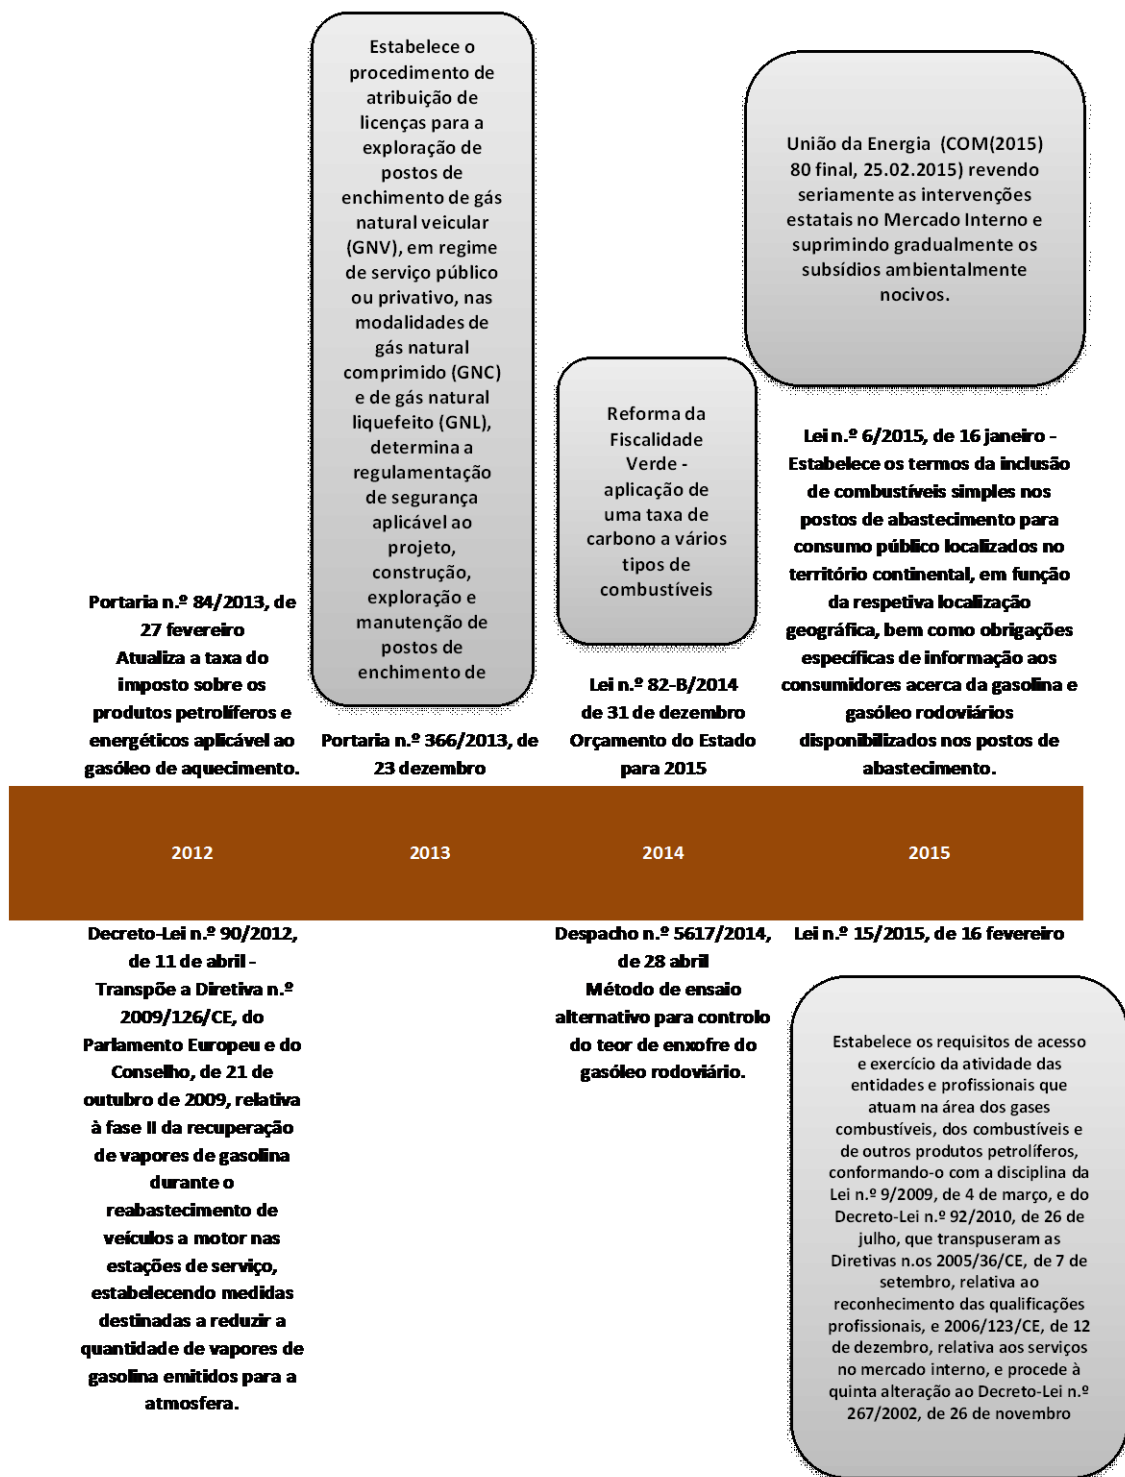 Estabelece o
procedimento de
atribuição de
licenças para a
exploração de
postos de
enchimento de gás
natural veicular
(GNV), em regime
de serviço público
ou privativo, nas
modalidades de
gás natural
comprimido (GNC)
e de gás natural
liquefeito (GNL),
determina a
regulamentação
de segurança
aplicável ao
projeto,
construção,
exploração e
manutenção de
postos de
enchimento de
União da Energia (COM(2015)
80 final, 25.02.2015) revendo
seriamente as intervenções
estatais no Mercado Interno e
suprimindo gradualmente os
subsídios ambientalmente
nocivos.
Reforma da
Fiscalidade
Verde -
aplicação de
uma taxa de
carbono a vários
tipos de
combustíveis
Portaria n.º 84/2013, de
27 fevereiro
Atualiza a taxa do
imposto sobre os
produtos petrolíferos e
energéticos aplicável ao
gasóleo de aquecimento.
Portaria n.º 366/2013, de
23 dezembro
Lei n.º 82-B/2014
de 31 de dezembro
Orçamento do Estado
para 2015
Lei n.º 6/2015, de 16 janeiro -
Estabelece os termos da inclusão
de combustíveis simples nos
postos de abastecimento para
consumo público localizados no
território continental, em função
da respetiva localização
geográfica, bem como obrigações
específicas de informação aos
consumidores acerca da gasolina e
gasóleo rodoviários
disponibilizados nos postos de
abastecimento.
2012
2013
2014
2015
Decreto-Lei n.º 90/2012,
de 11 de abril -
Transpõe a Diretiva n.º
2009/126/CE, do
Parlamento Europeu e do
Conselho, de 21 de
outubro de 2009, relativa
à fase II da recuperação
de vapores de gasolina
durante o
reabastecimento de
veículos a motor nas
estações de serviço,
estabelecendo medidas
destinadas a reduzir a
quantidade de vapores de
gasolina emitidos para a
atmosfera.
Despacho n.º 5617/2014,
de 28 abril
Método de ensaio
alternativo para controlo
do teor de enxofre do
gasóleo rodoviário.
Lei n.º 15/2015, de 16 fevereiro
Estabelece os requisitos de acesso
e exercício da atividade das
entidades e profissionais que
atuam na área dos gases
combustíveis, dos combustíveis e
de outros produtos petrolíferos,
conformando-o com a disciplina da
Lei n.º 9/2009, de 4 de março, e do
Decreto-Lei n.º 92/2010, de 26 de
julho, que transpuseram as
Diretivas n.os 2005/36/CE, de 7 de
setembro, relativa ao
reconhecimento das qualificações
profissionais, e 2006/123/CE, de 12
de dezembro, relativa aos serviços
no mercado interno, e procede à
quinta alteração ao Decreto-Lei n.º
267/2002, de 26 de novembro